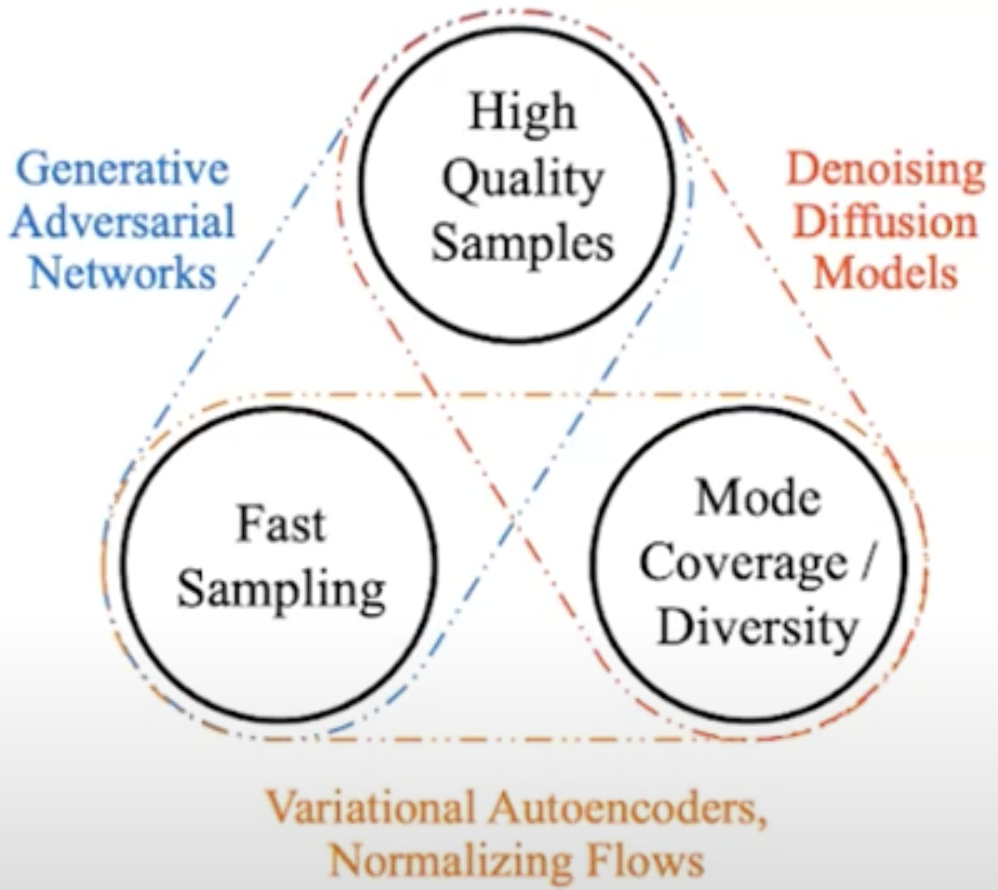 High
Quality
Samples
Generative
Adversarial
Networks
Denoising
Diffusion
Models
Fast
Sampling
Mode
Coverage /
Diversity
Variational Autoencoders,
Normalizing Flows